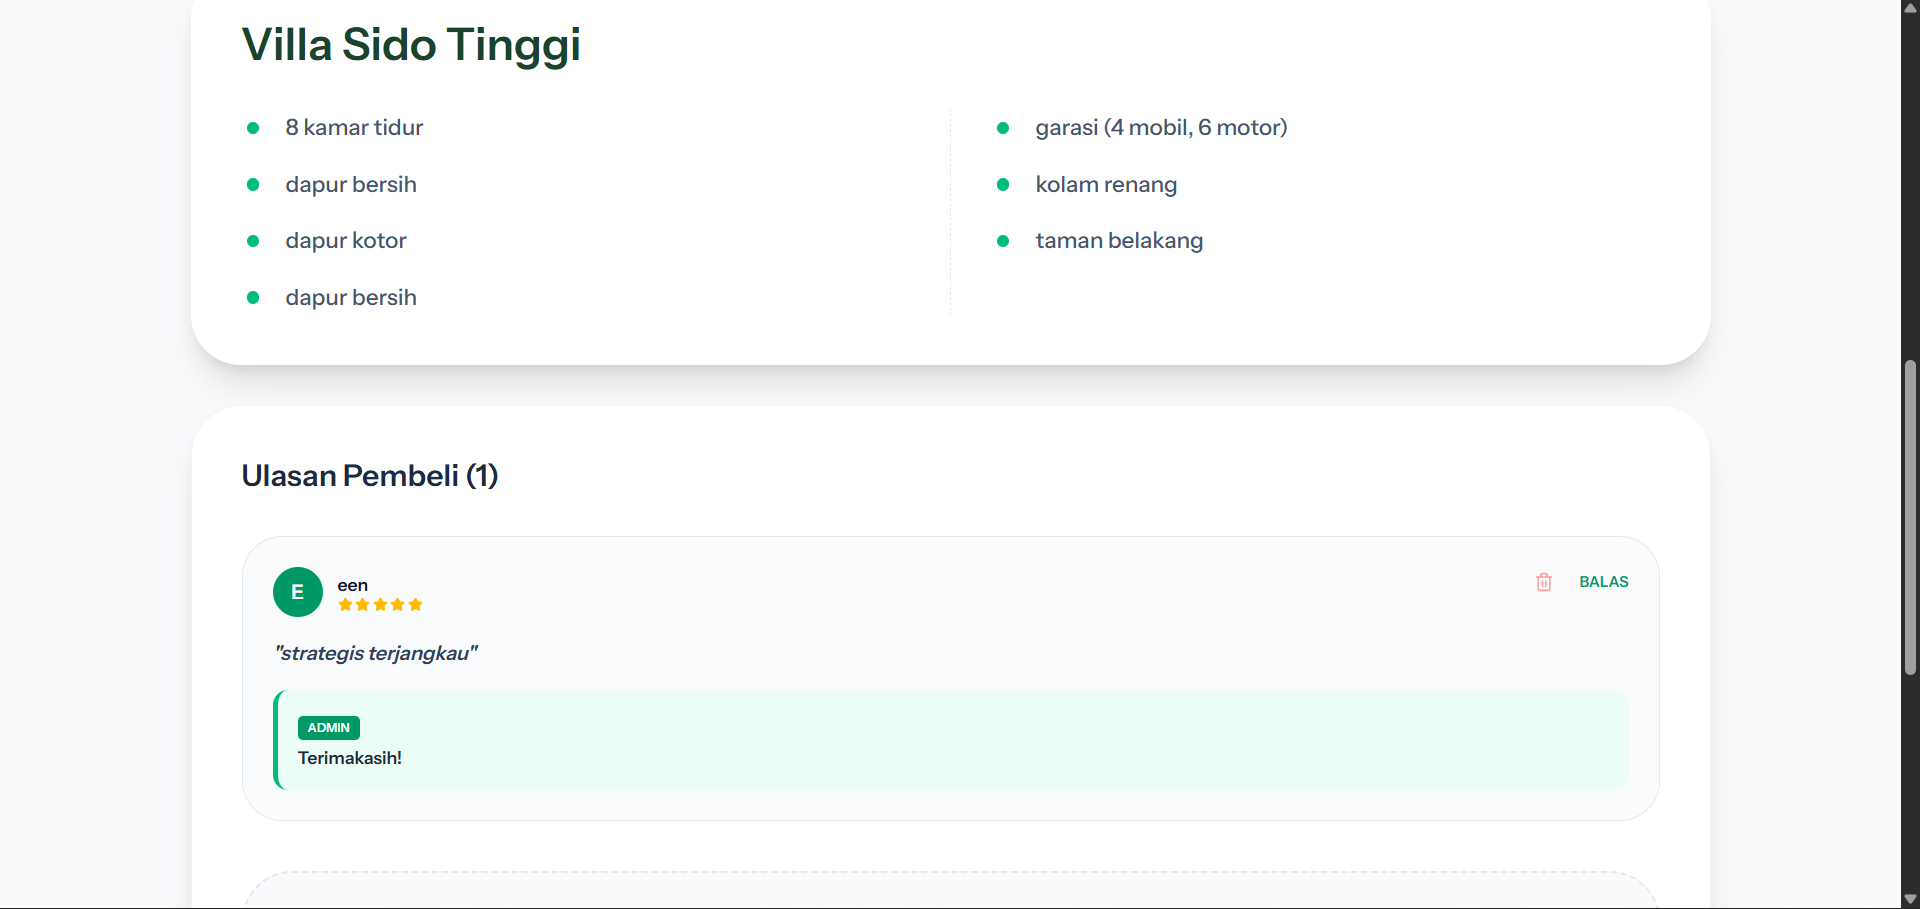 Villa Sido Tinggi
8 kamar tidur
dapur bersih
dapur kotor
dapur bersih
garasi (4 mobil, 6 motor)
kolam renang
taman belakang
Ulasan Pembeli (1)
E
een
BALAS
"strategis terjangkau"
ADMIN
Terimakasih!